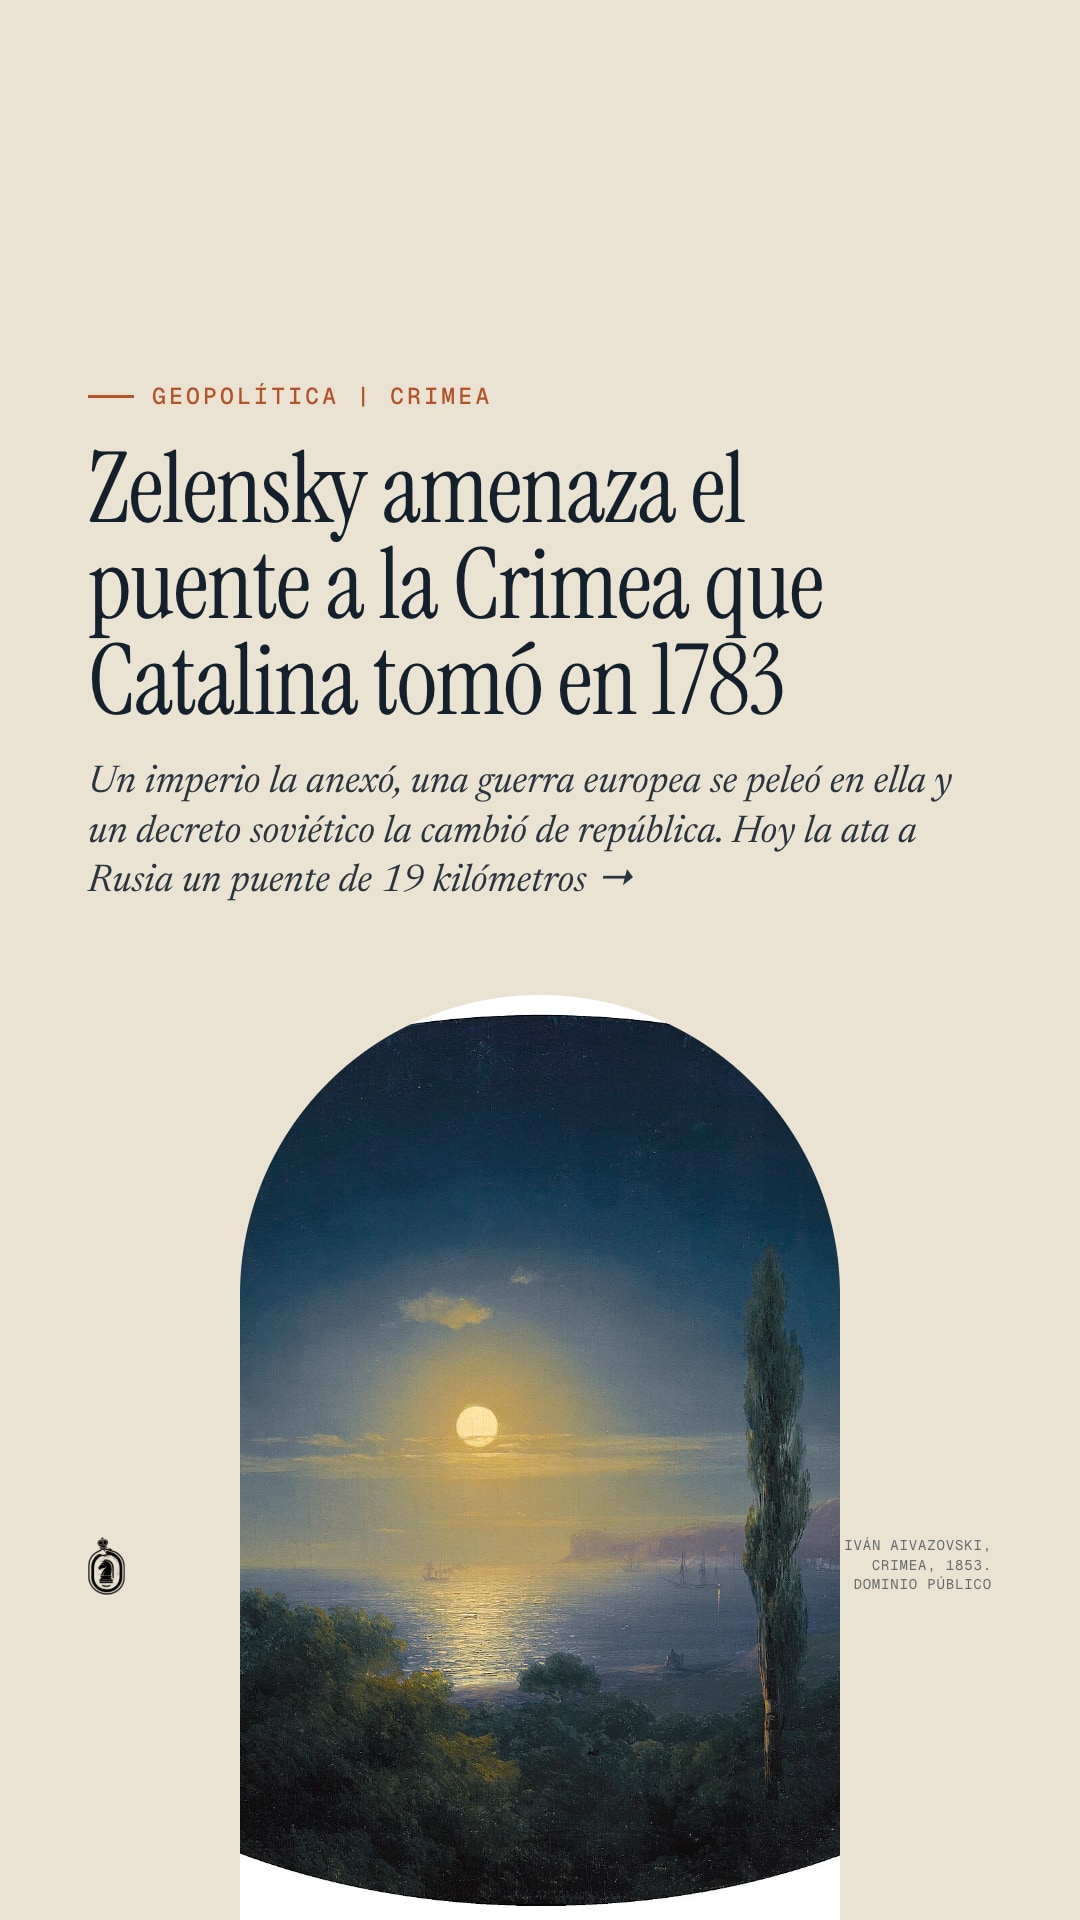 GEOPOLÍTICA | CRIMEA
Zelensky amenaza el
puente a la Crimea que
Catalina tomó en 1783
Un imperio la anexó, una guerra europea se peleó en ella y
un decreto soviético la cambió de república. Hoy la ata a
Rusia un puente de 19 kilómetros →
IVÁN AIVAZOVSKI,
CRIMEA, 1853.
DOMINIO PÚBLICO